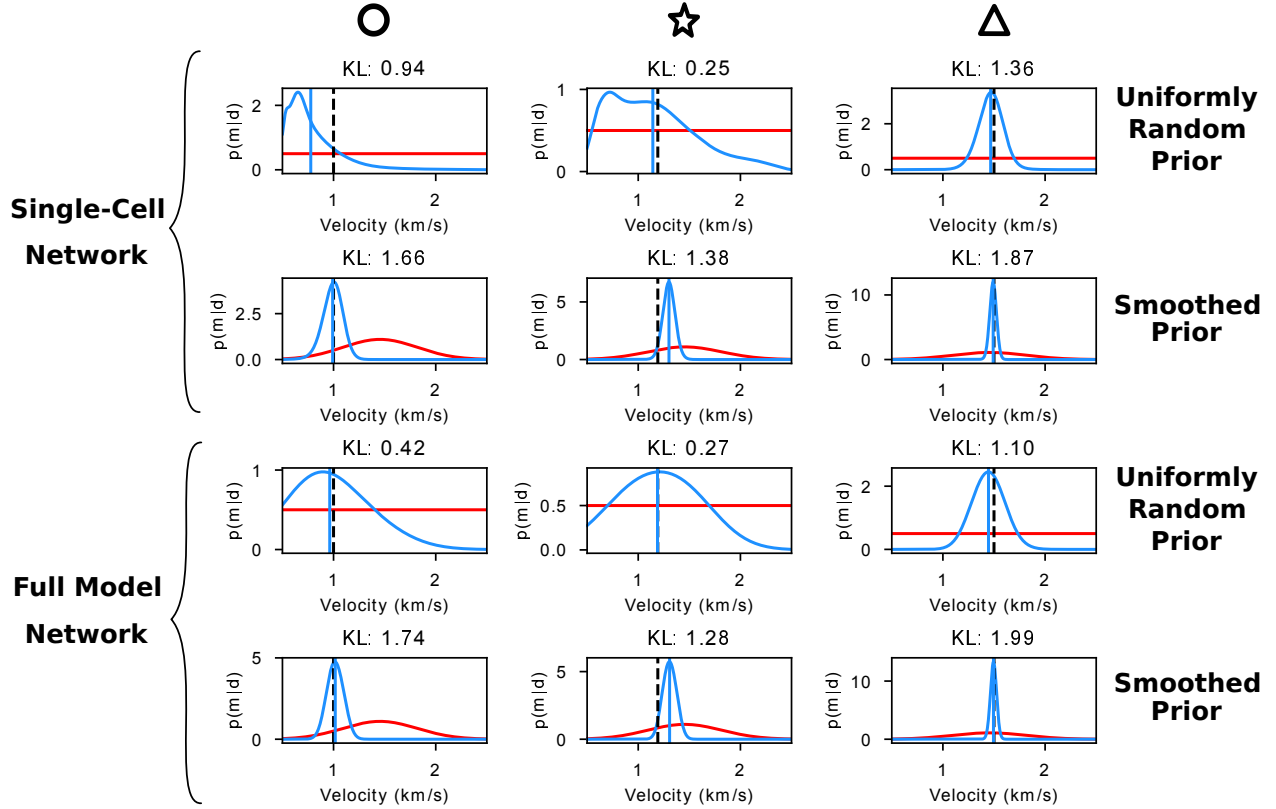 KL: 0.94
KL: 0.25
KL: 1.36
Uniformly
Random
Prior
p(m|d)
2
0
1
2
Velocity (km/s)
p(m|d)
1
0
1
2
Velocity (km/s)
p(m|d)
2
0
1
2
Velocity (km/s)
Single-Cell
Network
KL: 1.66
KL: 1.38
KL: 1.87
Smoothed
Prior
p(m|d)
2.5
0.0
1
2
Velocity (km/s)
p(m|d)
5
0
1
2
Velocity (km/s)
p(m|d)
10
0
1
2
Velocity (km/s)
KL: 0.42
KL: 0.27
KL: 1.10
Uniformly
Random
Prior
p(m|d)
1
0
1
2
Velocity (km/s)
p(m|d)
0.5
0.0
1
2
Velocity (km/s)
p(m|d)
2
0
1
2
Velocity (km/s)
Full Model
Network
KL: 1.74
KL: 1.28
KL: 1.99
Smoothed
Prior
p(m|d)
5
0
1
2
Velocity (km/s)
p(m|d)
5
0
1
2
Velocity (km/s)
p(m|d)
10
0
1
2
Velocity (km/s)